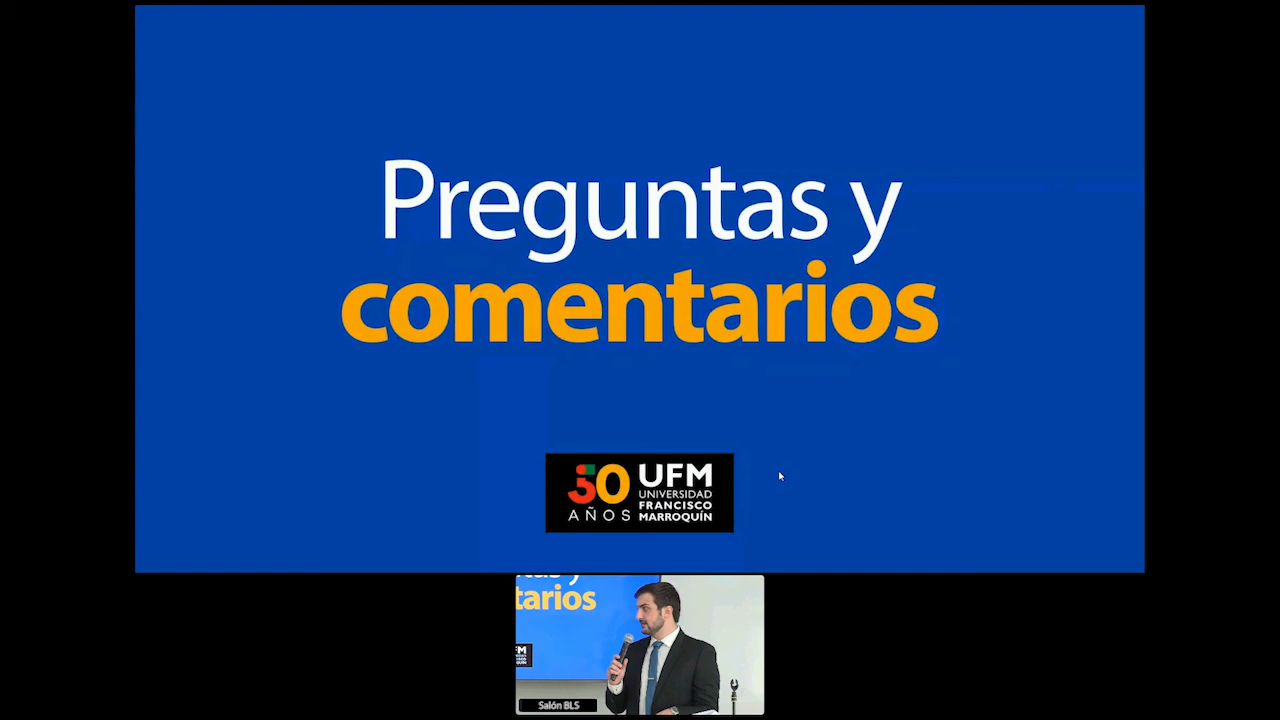 Preguntas y
comentarios
50 UFM
AÑOS UNIVERSIDAD
FRANCISCO
MARROQUÍN
tarios
Salón BLS